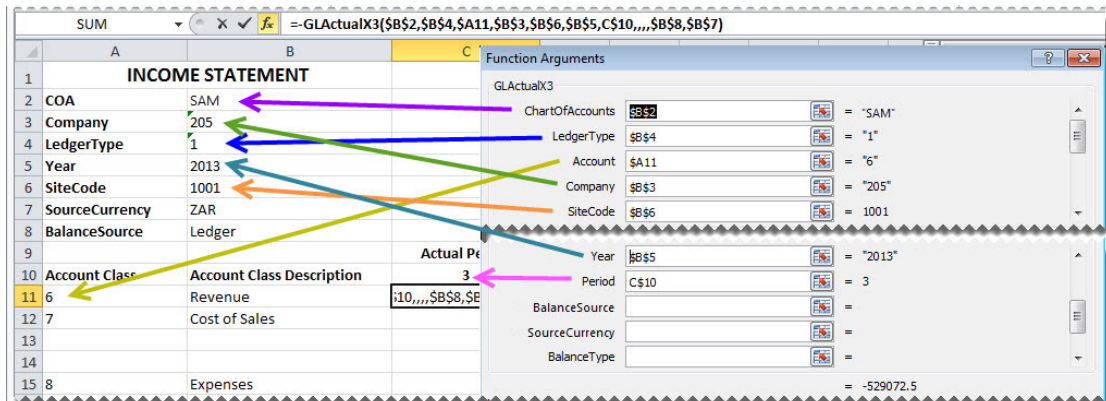 SUM =-GLActualX3($B$2,$B$4,$A11,$B$3,$B$6,$B$5,C$10,,,,$B$8,$B$7)
A B C
1 INCOME STATEMENT
2 COA SAM
3 Company 205
4 LedgerType 1
5 Year 2013
6 SiteCode 1001
7 SourceCurrency ZAR
8 BalanceSource Ledger
9 Actual Pe
10 Account Class Account Class Description 3
11 6 Revenue 10,,,,$B$8,$B
12 7 Cost of Sales
13
14
15 8 Expenses
Function Arguments
GLActualX3
ChartOfAccounts $B$2 = "SAM"
LedgerType $B$4 = "1"
Account $A11 = "6"
Company $B$3 = "205"
SiteCode $B$6 = 1001
Year $B$5 = "2013"
Period C$10 = 3
BalanceSource =
SourceCurrency =
BalanceType =
= -529072.5